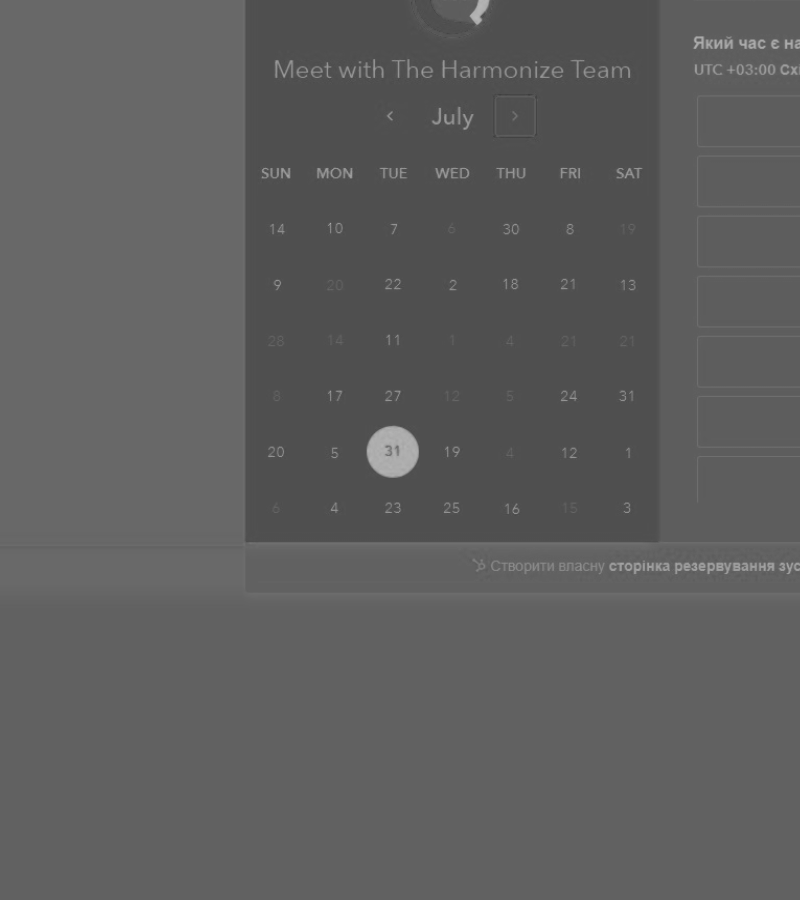 Який час є на
Meet with The Harmonize Team
UTC +03:00
July
SUN MON TUE WED THU FRI SAT
14 10 7 6 30 8 19
9 20 22 2 18 21 13
28 14 11 1 4 21 21
8 17 27 12 5 24 31
20 5 31 19 4 12 1
6 4 23 25 16 15 3
Створити власну сторінка резервування зус